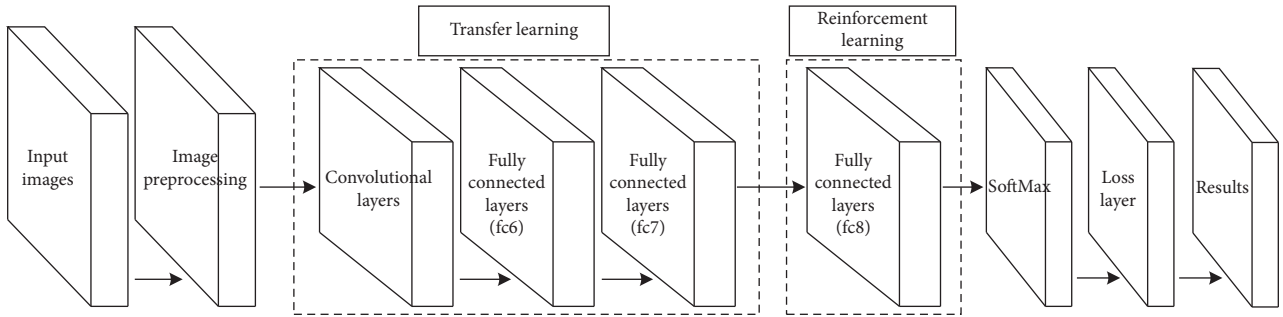 Transfer learning
Reinforcement
learning
Input
images
Image
preprocessing
Convolutional
layers
Fully
connected
layers
(fc6)
Fully
connected
layers
(fc7)
Fully
connected
layers
(fc8)
SoftMax
Loss
layer
Results